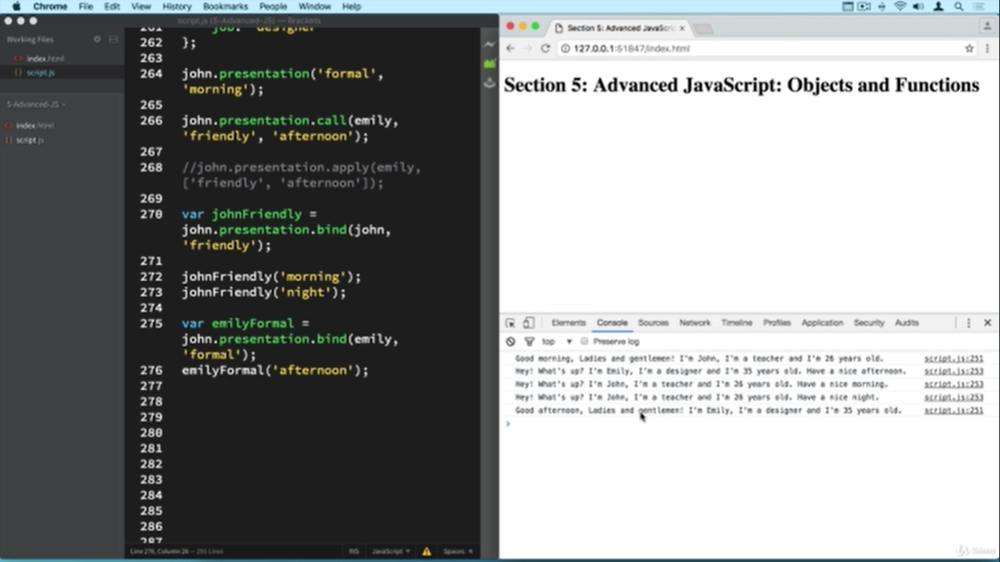 Chrome File Edit View History Bookmarks People Window Help
script.js (5-Advanced-JS) — Brackets
Working Files
<> index.html
{} script.js
5-Advanced-JS
<> index.html
{} script.js
261 job: 'designer'
262 };
263
264 john.presentation('formal',
'morning');
265
266 john.presentation.call(emily,
'friendly', 'afternoon');
267
268 //john.presentation.apply(emily,
['friendly', 'afternoon']);
269
270 var johnFriendly =
john.presentation.bind(john,
'friendly');
271
272 johnFriendly('morning');
273 johnFriendly('night');
274
275 var emilyFormal =
john.presentation.bind(emily,
'formal');
276 emilyFormal('afternoon');
277
278
279
280
281
282
283
284
285
286
287
Line 276, Column 26 — 291 Lines
INS JavaScript Spaces: 4
Section 5: Advanced JavaScri
127.0.0.1:51847/index.html
Section 5: Advanced JavaScript: Objects and Functions
Elements Console Sources Network Timeline Profiles Application Security Audits
top Preserve log
Good morning, Ladies and gentlemen! I'm John, I'm a teacher and I'm 26 years old. script.js:251
Hey! What's up? I'm Emily, I'm a designer and I'm 35 years old. Have a nice afternoon. script.js:253
Hey! What's up? I'm John, I'm a teacher and I'm 26 years old. Have a nice morning. script.js:253
Hey! What's up? I'm John, I'm a teacher and I'm 26 years old. Have a nice night. script.js:253
Good afternoon, Ladies and gentlemen! I'm Emily, I'm a designer and I'm 35 years old. script.js:251
Udemy